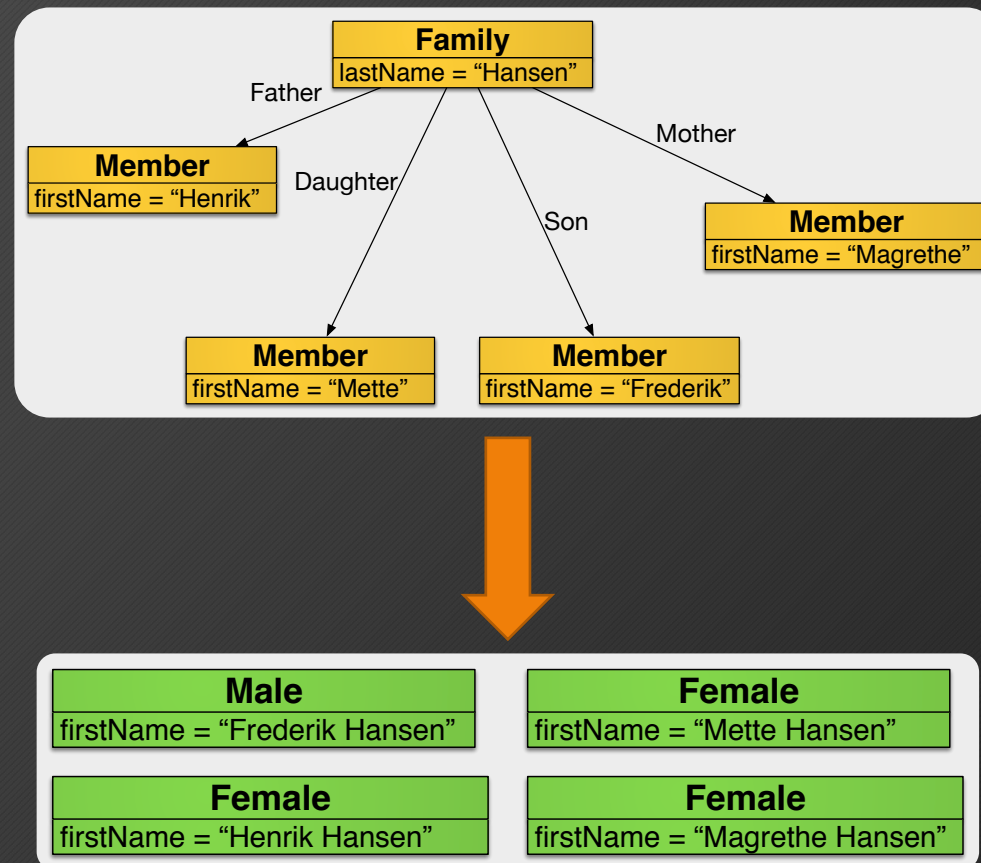 Family
lastName = “Hansen”
Father
Mother
Member
firstName = “Henrik”
Daughter
Son
Member
firstName = “Magrethe”
Member
firstName = “Mette”
Member
firstName = “Frederik”
Male
firstName = “Frederik Hansen”
Female
firstName = “Mette Hansen”
Female
firstName = “Henrik Hansen”
Female
firstName = “Magrethe Hansen”